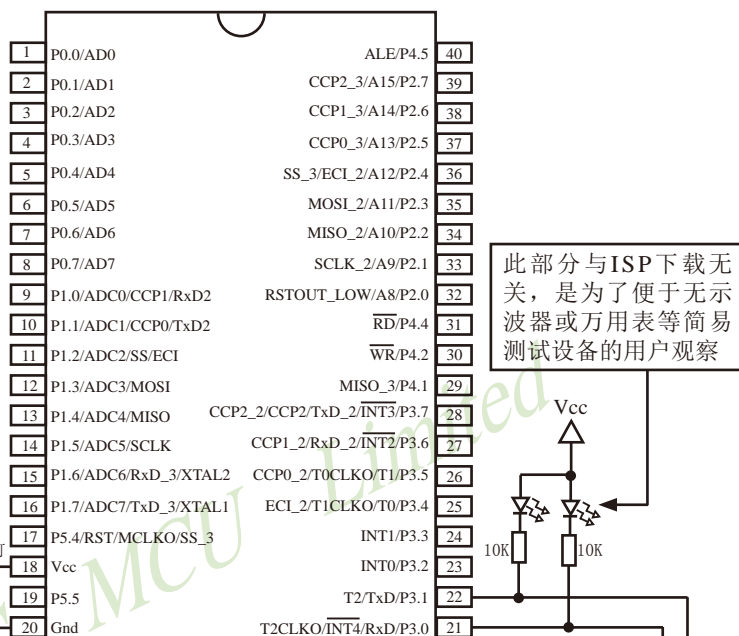 1 P0.0/AD0 ALE/P4.5 40
2 P0.1/AD1 CCP2_3/A15/P2.7 39
3 P0.2/AD2 CCP1_3/A14/P2.6 38
4 P0.3/AD3 CCP0_3/A13/P2.5 37
5 P0.4/AD4 SS_3/ECI_2/A12/P2.4 36
6 P0.5/AD5 MOSI_2/A11/P2.3 35
7 P0.6/AD6 MISO_2/A10/P2.2 34
8 P0.7/AD7 SCLK_2/A9/P2.1 33
9 P1.0/ADC0/CCP1/RxD2 RSTOUT_LOW/A8/P2.0 32
10 P1.1/ADC1/CCP0/TxD2 RD/P4.4 31
11 P1.2/ADC2/SS/ECI WR/P4.2 30
12 P1.3/ADC3/MOSI MISO_3/P4.1 29
13 P1.4/ADC4/MISO CCP2_2/CCP2/TxD_2/INT3/P3.7 28
14 P1.5/ADC5/SCLK CCP1_2/RxD_2/INT2/P3.6 27
15 P1.6/ADC6/RxD_3/XTAL2 CCP0_2/T0CLKO/T1/P3.5 26
16 P1.7/ADC7/TxD_3/XTAL1 ECI_2/T1CLKO/T0/P3.4 25
17 P5.4/RST/MCLKO/SS_3 INT1/P3.3 24
18 Vcc INT0/P3.2 23
19 P5.5 T2/TxD/P3.1 22
20 Gnd T2CLKO/INT4/RxD/P3.0 21
此部分与ISP下载无
关，是为了便于无示
波器或万用表等简易
测试设备的用户观察
Vcc
10K 10K
MCU Limited